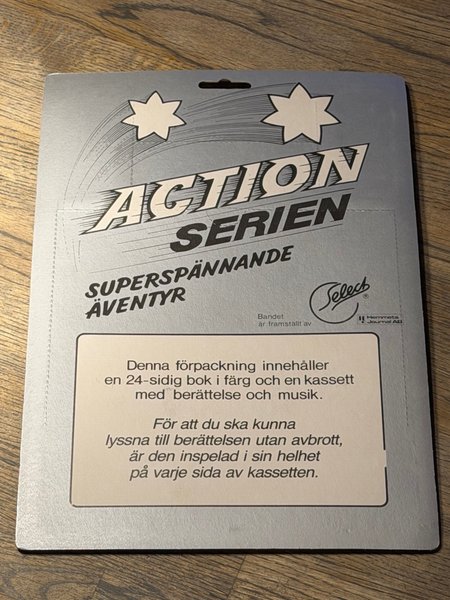 ACTION
SERIEN
SUPERSPÄNNANDE
ÄVENTYR
Bandet
är framställt av
Select
®
Hemmets
Journal AB
Denna förpackning innehåller
en 24-sidig bok i färg och en kassett
med berättelse och musik.
För att du ska kunna
lyssna till berättelsen utan avbrott,
är den inspelad i sin helhet
på varje sida av kassetten.